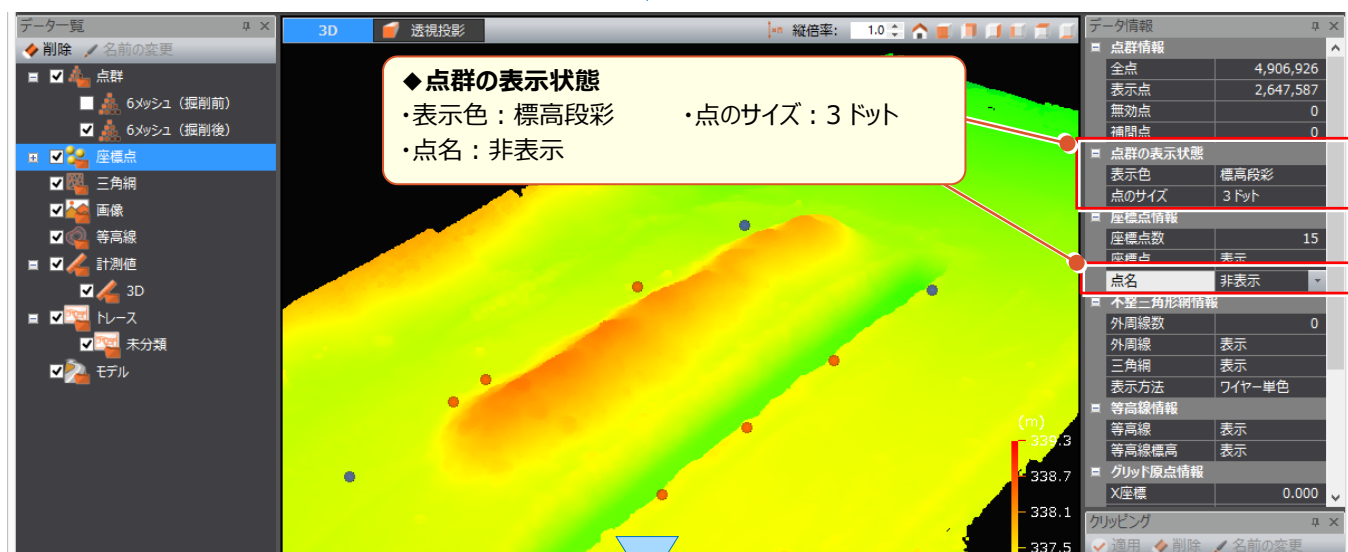 データ一覧
削除 名前の変更
点群
6メッシュ（掘削前）
6メッシュ（掘削後）
座標点
三角網
画像
等高線
計測値
3D
トレース
未分類
モデル
3D 透視投影 縦倍率： 1.0
◆点群の表示状態
・表示色：標高段彩 ・点のサイズ：3 ドット
・点名：非表示
(m)
339.3
338.7
338.1
337.5
データ情報
点群情報
全点 4,906,926
表示点 2,647,587
無効点 0
補間点 0
点群の表示状態
表示色 標高段彩
点のサイズ 3ドット
座標点情報
座標点数 15
座標点 表示
点名 非表示
不整三角形網情報
外周線数 0
外周線 表示
三角網 表示
表示方法 ワイヤー単色
等高線情報
等高線 表示
等高線標高 表示
グリッド原点情報
X座標 0.000
クリッピング
適用 削除 名前の変更